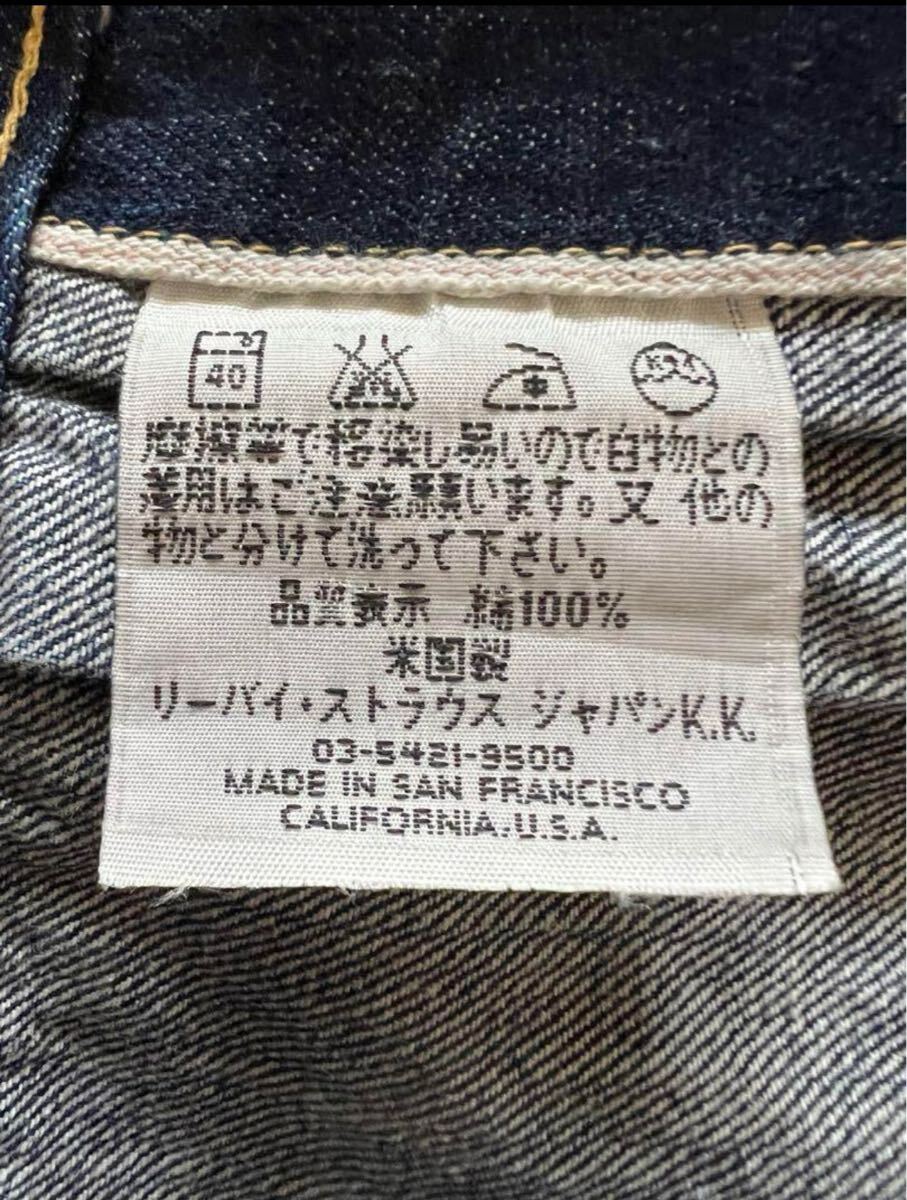 40
摩擦等で移染し易いので白物との
着用はご注意願います。又 他の
物と分けて洗って下さい。
品質表示 綿100%
米国製
リーバイ・ストラウス ジャパンK.K.
03-5421-9500
MADE IN SAN FRANCISCO
CALIFORNIA,U.S.A.